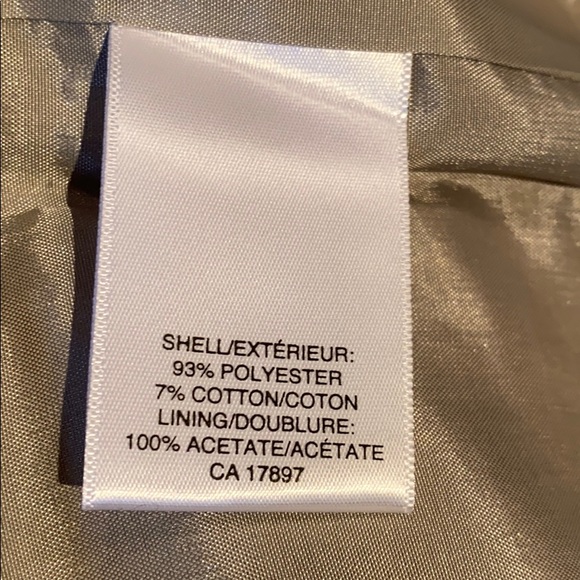 SHELL/EXTÉRIEUR:
93% POLYESTER
7% COTTON/COTON
LINING/DOUBLURE:
100% ACETATE/ACÉTATE
CA 17897